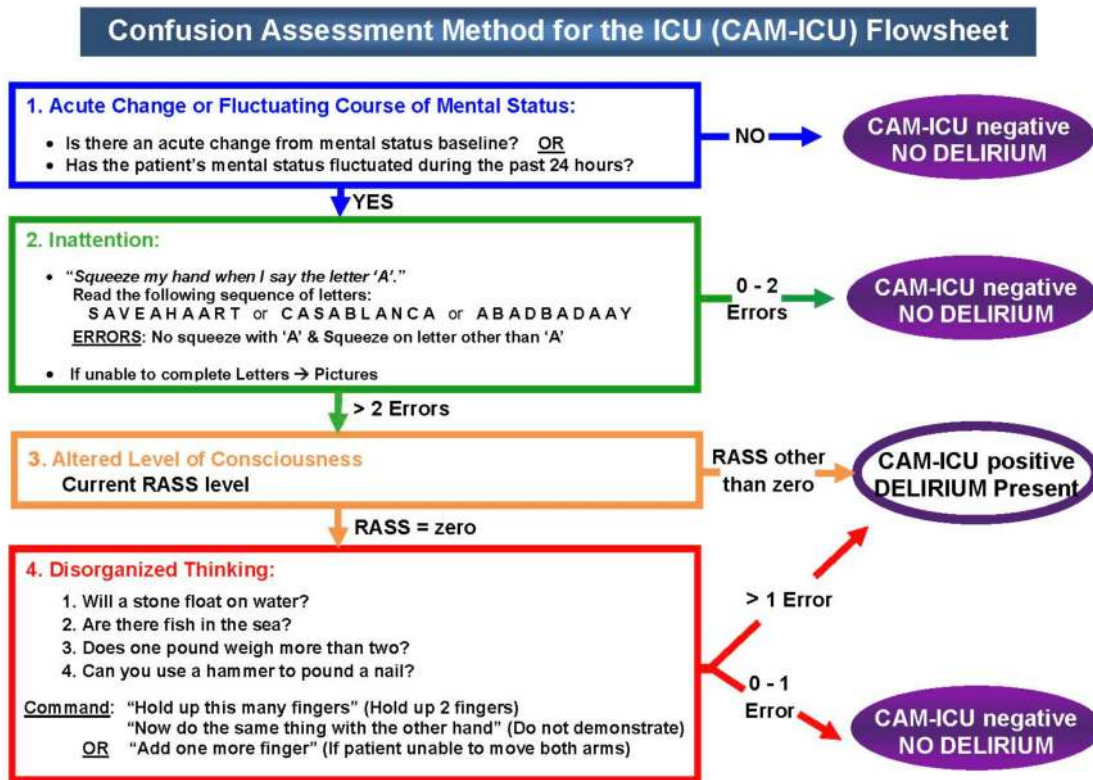 Confusion Assessment Method for the ICU (CAM-ICU) Flowsheet
1. Acute Change or Fluctuating Course of Mental Status:
• Is there an acute change from mental status baseline? OR
• Has the patient's mental status fluctuated during the past 24 hours?
NO
CAM-ICU negative
NO DELIRIUM
YES
2. Inattention:
• "Squeeze my hand when I say the letter 'A'."
Read the following sequence of letters:
S A V E A H A A R T or C A S A B L A N C A or A B A D B A D A A Y
ERRORS: No squeeze with 'A' & Squeeze on letter other than 'A'
• If unable to complete Letters → Pictures
0 - 2
Errors
CAM-ICU negative
NO DELIRIUM
> 2 Errors
3. Altered Level of Consciousness
Current RASS level
RASS other
than zero
CAM-ICU positive
DELIRIUM Present
RASS = zero
4. Disorganized Thinking:
1. Will a stone float on water?
2. Are there fish in the sea?
3. Does one pound weigh more than two?
4. Can you use a hammer to pound a nail?
Command: "Hold up this many fingers" (Hold up 2 fingers)
"Now do the same thing with the other hand" (Do not demonstrate)
OR "Add one more finger" (If patient unable to move both arms)
> 1 Error
0 - 1
Error
CAM-ICU negative
NO DELIRIUM